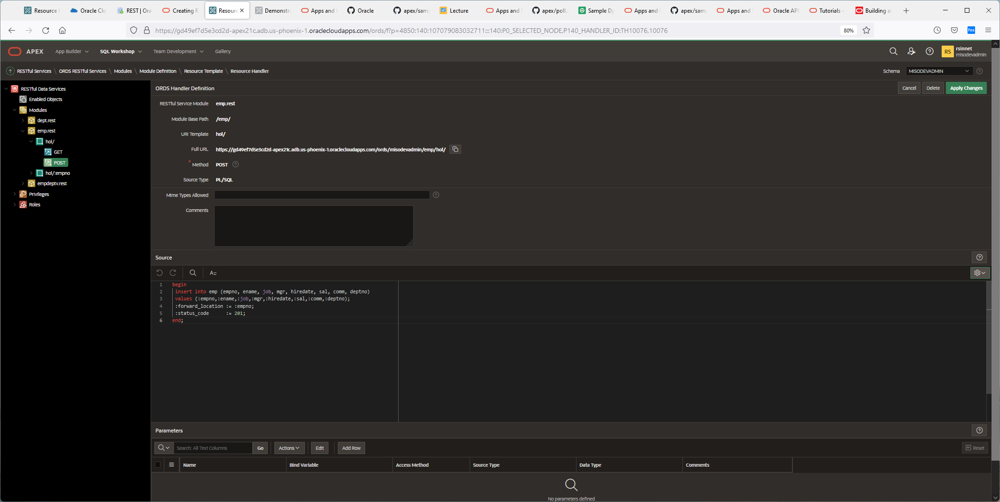 Resource
Oracle Clo
REST | Ora
Creating R
Resourc
Demonstra
Apps and
Oracle
apex/sam
Lecture
Apps and
apex/poll
Sample Dy
Apps and
apex/sam
Apps and
Oracle APE
Tutorials -
Building a
https://gd49ef7d5e3cd2d-apex21c.adb.us-phoenix-1.oraclecloudapps.com/ords/f?p=4850:140:107079083032711:::140:P0_SELECTED_NODE,P140_HANDLER_ID:TH10076,10076
80%
fos
APEX
App Builder
SQL Workshop
Team Development
Gallery
RS
rsinnet
misodevadmin
RESTful Services \ ORDS RESTful Services \ Modules \ Module Definition \ Resource Template \ Resource Handler
Schema
MISODEVADMIN
RESTful Data Services
Enabled Objects
Modules
dept.rest
emp.rest
hol/
GET
POST
hol/:empno
empdeptv.rest
Privileges
Roles
ORDS Handler Definition
Cancel
Delete
Apply Changes
RESTful Service Module emp.rest
Module Base Path /emp/
URI Template hol/
Full URL https://gd49ef7d5e3cd2d-apex21c.adb.us-phoenix-1.oraclecloudapps.com/ords/misodevadmin/emp/hol/
* Method POST
Source Type PL/SQL
Mime Types Allowed
Comments
Source
A::
1 begin
2 insert into emp (empno, ename, job, mgr, hiredate, sal, comm, deptno)
3 values (:empno,:ename,:job,:mgr,:hiredate,:sal,:comm,:deptno);
4 :forward_location := :empno;
5 :status_code := 201;
6 end;
Parameters
Search: All Text Columns
Go
Actions
Edit
Add Row
Reset
Name
Bind Variable
Access Method
Source Type
Data Type
Comments
No parameters defined